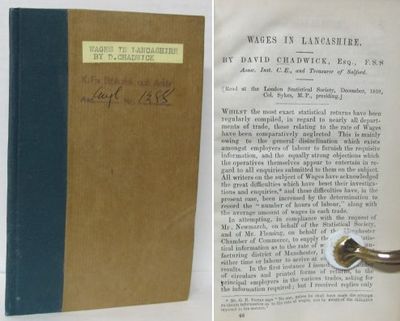 WAGES IN LANCASHIRE
BY D.CHADWICK
No. 1388
WAGES IN LANCASHIRE.
BY DAVID CHADWICK, ESQ., F.S.S
Assoc. Inst. C.E., and Treasurer of Salford.
[Read at the London Statistical Society, December, 1859,
Col. Sykes, M.P., presiding.]
WHILST the most exact statistical returns have been
regularly compiled, in regard to nearly all depart-
ments of trade, those relating to the rate of Wages
have been comparatively neglected This is mainly
owing to the general disinclination which exists
amongst employers of labour to furnish the requisite
information, and the equally strong objections which
the operatives themselves appear to entertain in re-
gard to all enquiries submitted to them on the subject.
All writers on the subject of Wages have acknowledged
the great difficulties which have beset their investiga-
tions and enquiries,* and those difficulties have, in the
present case, been increased by the determination to
record the "number of hours of labour," along with
the average amount of wages in each trade.
In attempting, in compliance with the request of
Mr. Newmarch, on behalf of the Statistical Society,
and of Mr. Fleming, on behalf of the
Chamber of Commerce, to supply the
tical information as to the rate of
facturing district of Manchester, I
either time or labour to arrive at
results. In the first instance I
of circulars and printed forms of returns, to the
principal employers in the various trades, asking for
the information required; but I received replies only